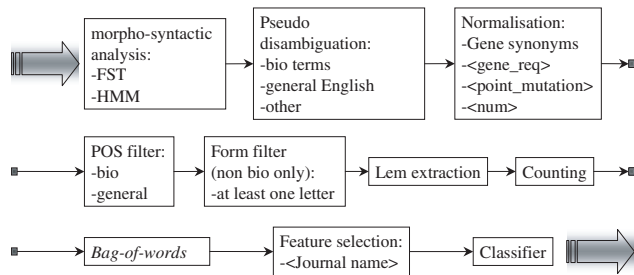 morpho-syntactic
analysis:
-FST
-HMM
Pseudo
disambiguation:
-bio terms
-general English
-other
Normalisation:
-Gene synonyms
-<gene_req>
-<point_mutation>
-<num>
POS filter:
-bio
-general
Form filter
(non bio only):
-at least one letter
Lem extraction
Counting
Bag-of-words
Feature selection:
-<Journal name>
Classifier